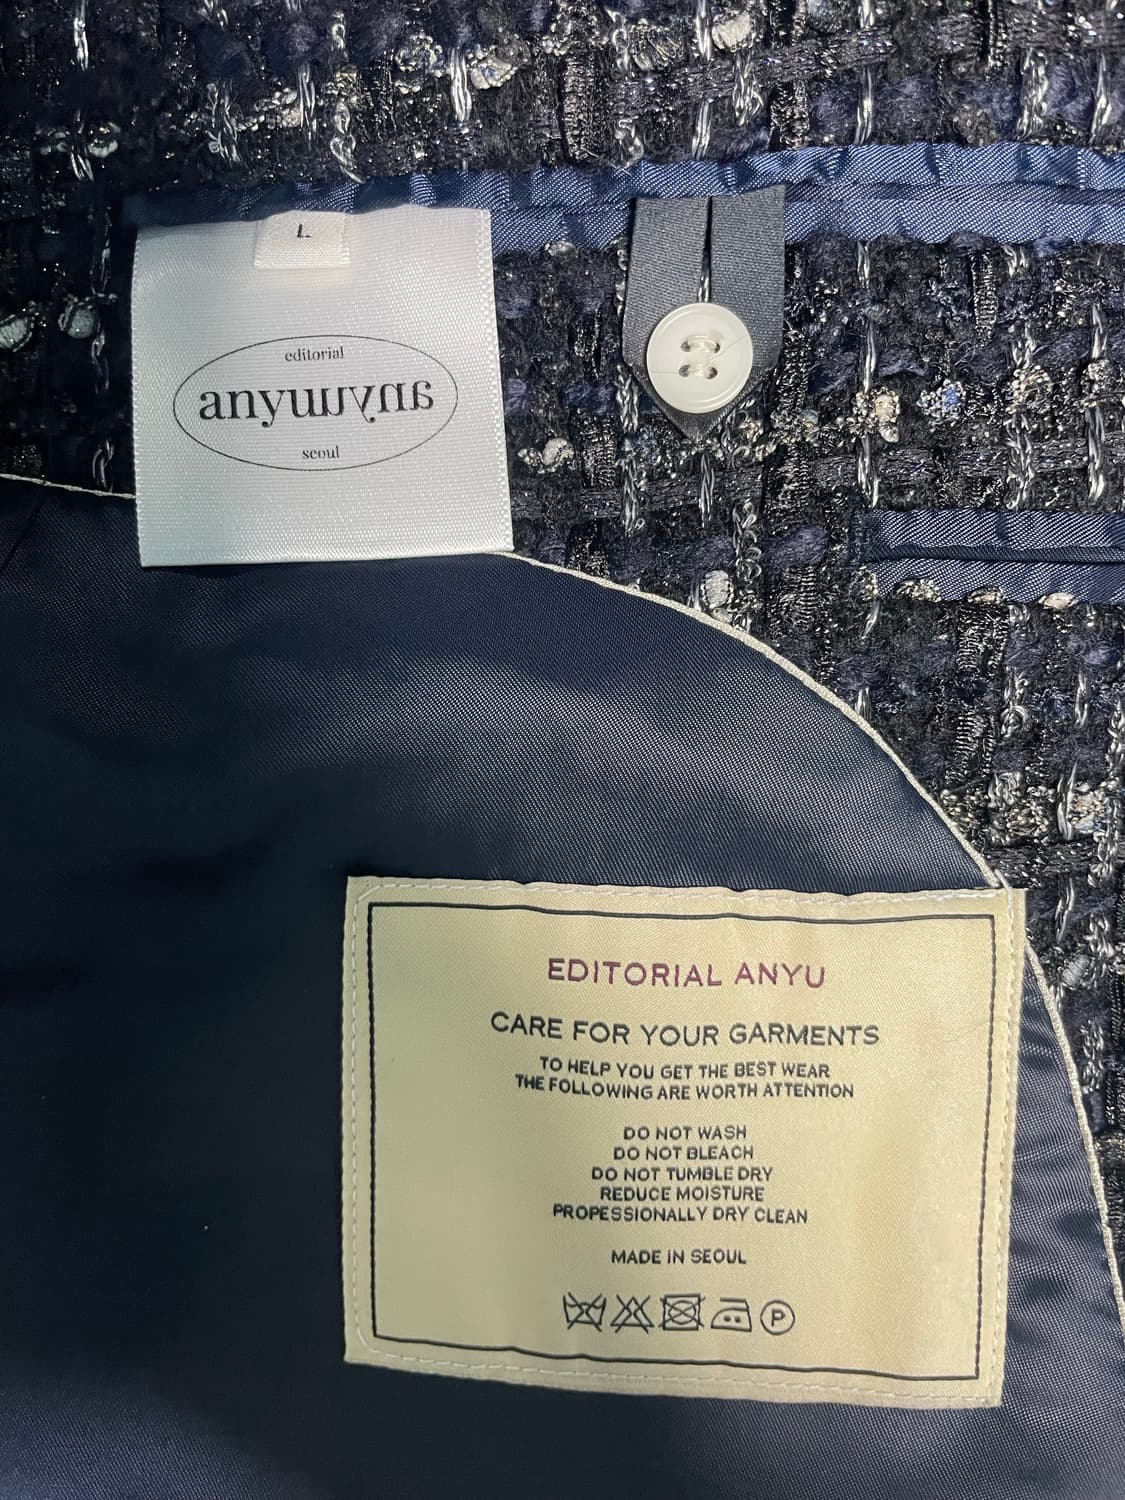 L
editorial
anyu
seoul
EDITORIAL ANYU
CARE FOR YOUR GARMENTS
TO HELP YOU GET THE BEST WEAR
THE FOLLOWING ARE WORTH ATTENTION
DO NOT WASH
DO NOT BLEACH
DO NOT TUMBLE DRY
REDUCE MOISTURE
PROPESSIONALLY DRY CLEAN
MADE IN SEOUL
P